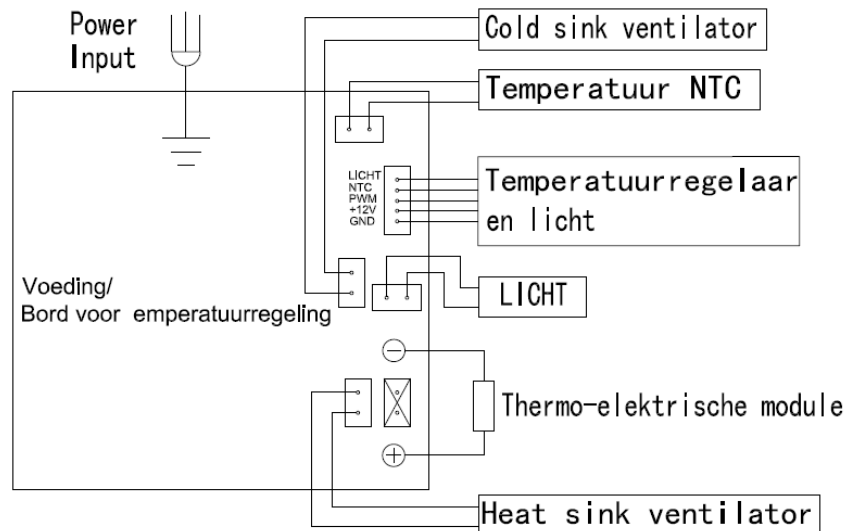 Power
Input
Cold sink ventilator
Temperatuur NTC
LICHT
NTC
PWM
+12V
GND
Temperatuurregelaar
en licht
Voeding/
Bord voor emperatuurregeling
LICHT
Thermo-elektrische module
Heat sink ventilator